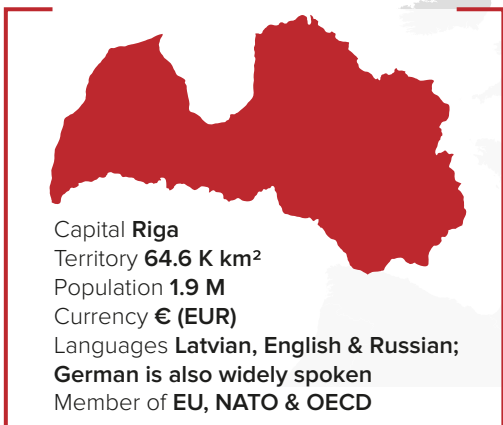 Capital Riga
Territory 64.6 K km²
Population 1.9 M
Currency € (EUR)
Languages Latvian, English & Russian;
German is also widely spoken
Member of EU, NATO & OECD